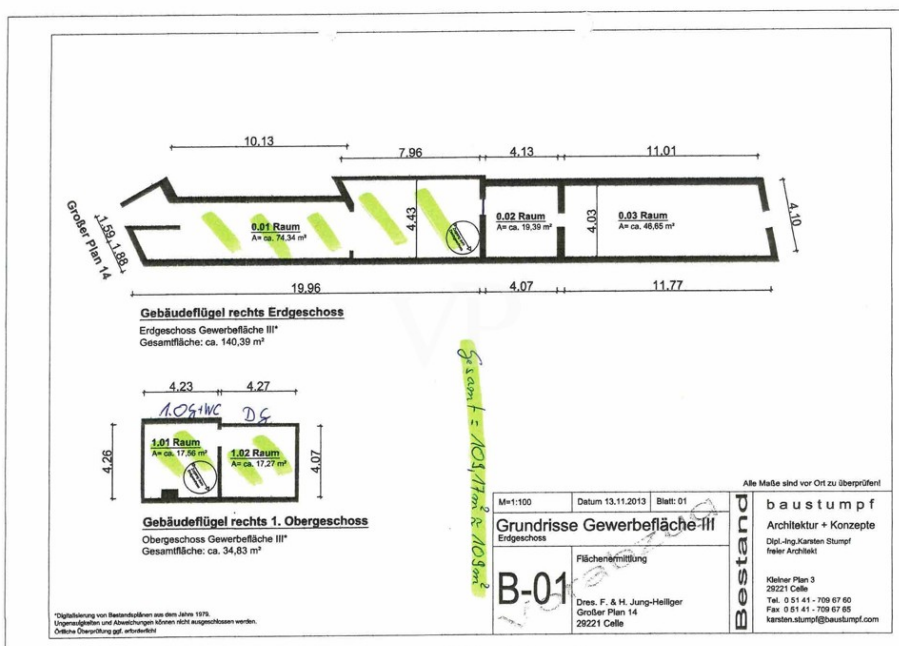 10.13
7.96
4.13
11.01
Großer Plan 14
1.59
1.88
0.01 Raum
A= ca. 74,34 m²
4.43
0.02 Raum
A= ca. 19,39 m²
4.03
0.03 Raum
A= ca. 46,65 m²
4.10
19.96
4.07
11.77
Gebäudeflügel rechts Erdgeschoss
Erdgeschoss Gewerbefläche III*
Gesamtfläche: ca. 140,39 m²
VP
Gesamt = 109,17m² ≈ 109m²
4.23
4.27
1.OG+WC
DG
4.26
1.01 Raum
A= ca. 17,56 m²
1.02 Raum
A= ca. 17,27 m²
4.07
Gebäudeflügel rechts 1. Obergeschoss
Obergeschoss Gewerbefläche III*
Gesamtfläche: ca. 34,83 m²
*Digitalisierung von Bestandsplänen aus dem Jahre 1979.
Ungenauigkeiten und Abweichungen können nicht ausgeschlossen werden.
Örtliche Überprüfung ggf. erforderlich!
Alle Maße sind vor Ort zu überprüfen!
M=1:100
Datum 13.11.2013
Blatt: 01
Grundrisse Gewerbefläche III
Erdgeschoss
B-01
Flächenermittlung
Vorabzug
Dres. F. & H. Jung-Heiliger
Großer Plan 14
29221 Celle
Bestand
baustumpf
Architektur + Konzepte
Dipl.-Ing.Karsten Stumpf
freier Architekt
Kleiner Plan 3
29221 Celle
Tel. 0 51 41 - 709 67 60
Fax 0 51 41 - 709 67 65
karsten.stumpf@baustumpf.com